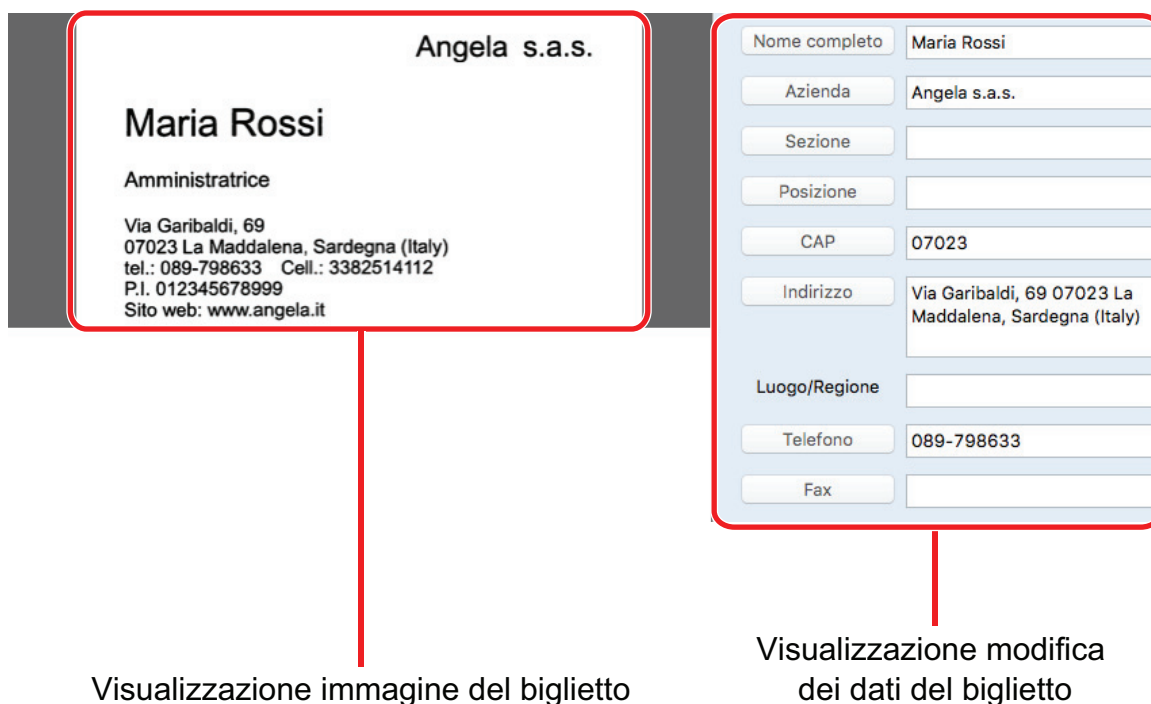 Angela s.a.s.
Maria Rossi
Amministratrice
Via Garibaldi, 69
07023 La Maddalena, Sardegna (Italy)
tel.: 089-798633 Cell.: 3382514112
P.I. 012345678999
Sito web: www.angela.it
Nome completo Maria Rossi
Azienda Angela s.a.s.
Sezione
Posizione
CAP 07023
Indirizzo Via Garibaldi, 69 07023 La
Maddalena, Sardegna (Italy)
Luogo/Regione
Telefono 089-798633
Fax
Visualizzazione immagine del biglietto
Visualizzazione modifica
dei dati del biglietto